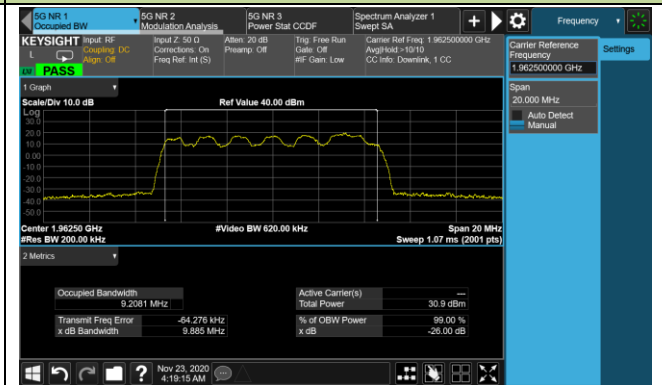 5G NR 1
Occupied BW
5G NR 2
Modulation Analysis
5G NR 3
Power Stat CCDF
Spectrum Analyzer 1
Swept SA
Frequency
KEYSIGHT
L
PASS
Input: RF
Coupling: DC
Align: Off
Input Z: 50 Ω
Corrections: On
Freq Ref: Int (S)
Atten: 20 dB
Preamp: Off
Trig: Free Run
Gate: Off
#IF Gain: Low
Carrier Ref Freq: 1.962500000 GHz
Avg|Hold:>10/10
CC Info: Downlink, 1 CC
Carrier Reference Frequency
1.962500000 GHz
Span
20.000 MHz
Auto Detect
Manual
Settings
1 Graph
Scale/Div 10.0 dB
Ref Value 40.00 dBm
Log
30.0
20.0
10.0
0.00
-10.0
-20.0
-30.0
-40.0
-50.0
Center 1.96250 GHz
#Res BW 200.00 kHz
#Video BW 620.00 kHz
Span 20 MHz
Sweep 1.07 ms (2001 pts)
2 Metrics
Occupied Bandwidth
9.2081 MHz
Transmit Freq Error -64.276 kHz
x dB Bandwidth 9.885 MHz
Active Carrier(s) ---
Total Power 30.9 dBm
% of OBW Power 99.00 %
x dB -26.00 dB
Nov 23, 2020
4:19:15 AM